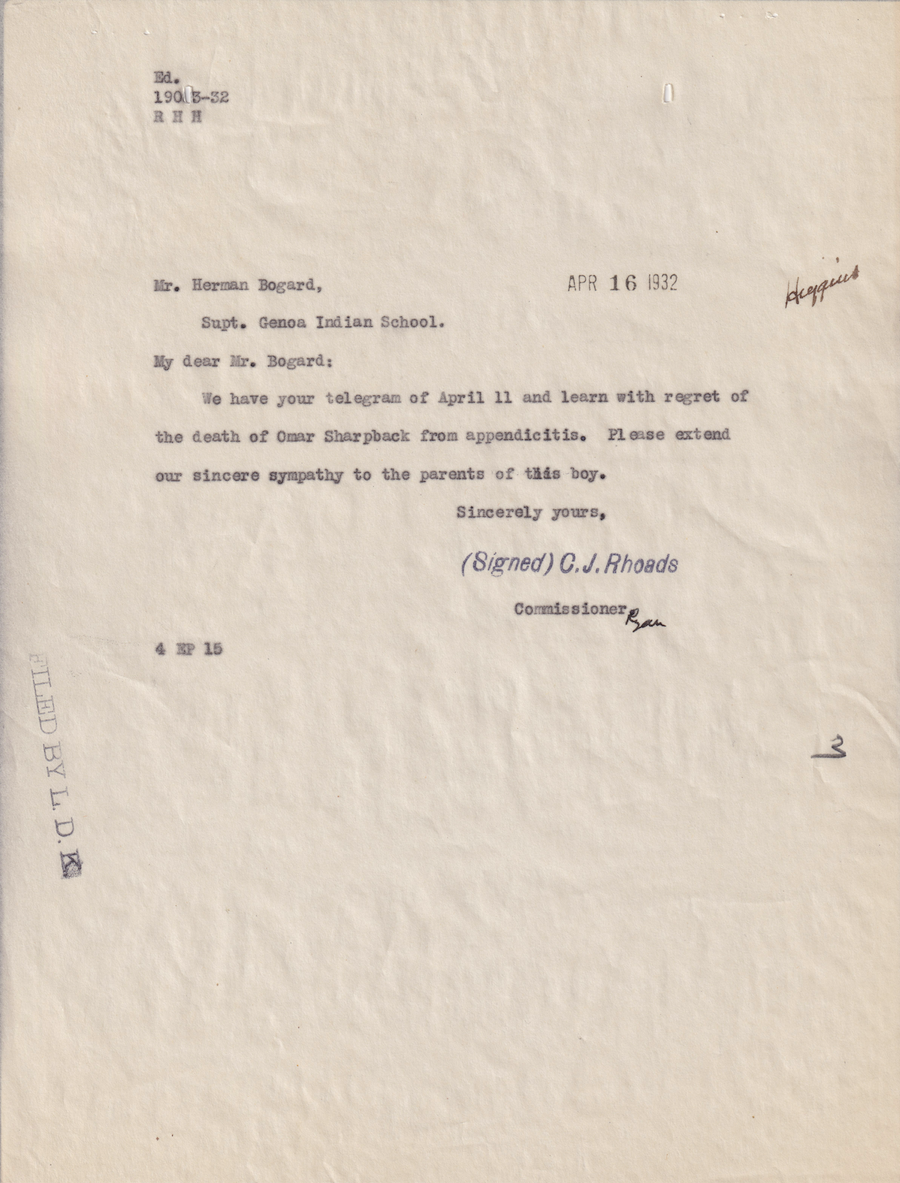 Ed.
R H H
Mr. Herman Bogard,
APR 16 1932
Higgins
Supt. Genoa Indian School.
My dear Mr. Bogard:
We have your telegram of April 11 and learn with regret of
the death of Omar Sharpback from appendicitis. Please extend
our sincere sympathy to the parents of this boy.
Sincerely yours,
(Signed) C. J. Rhoads
Commissioner
4 EP 15
FILED BY L. D. K.
3